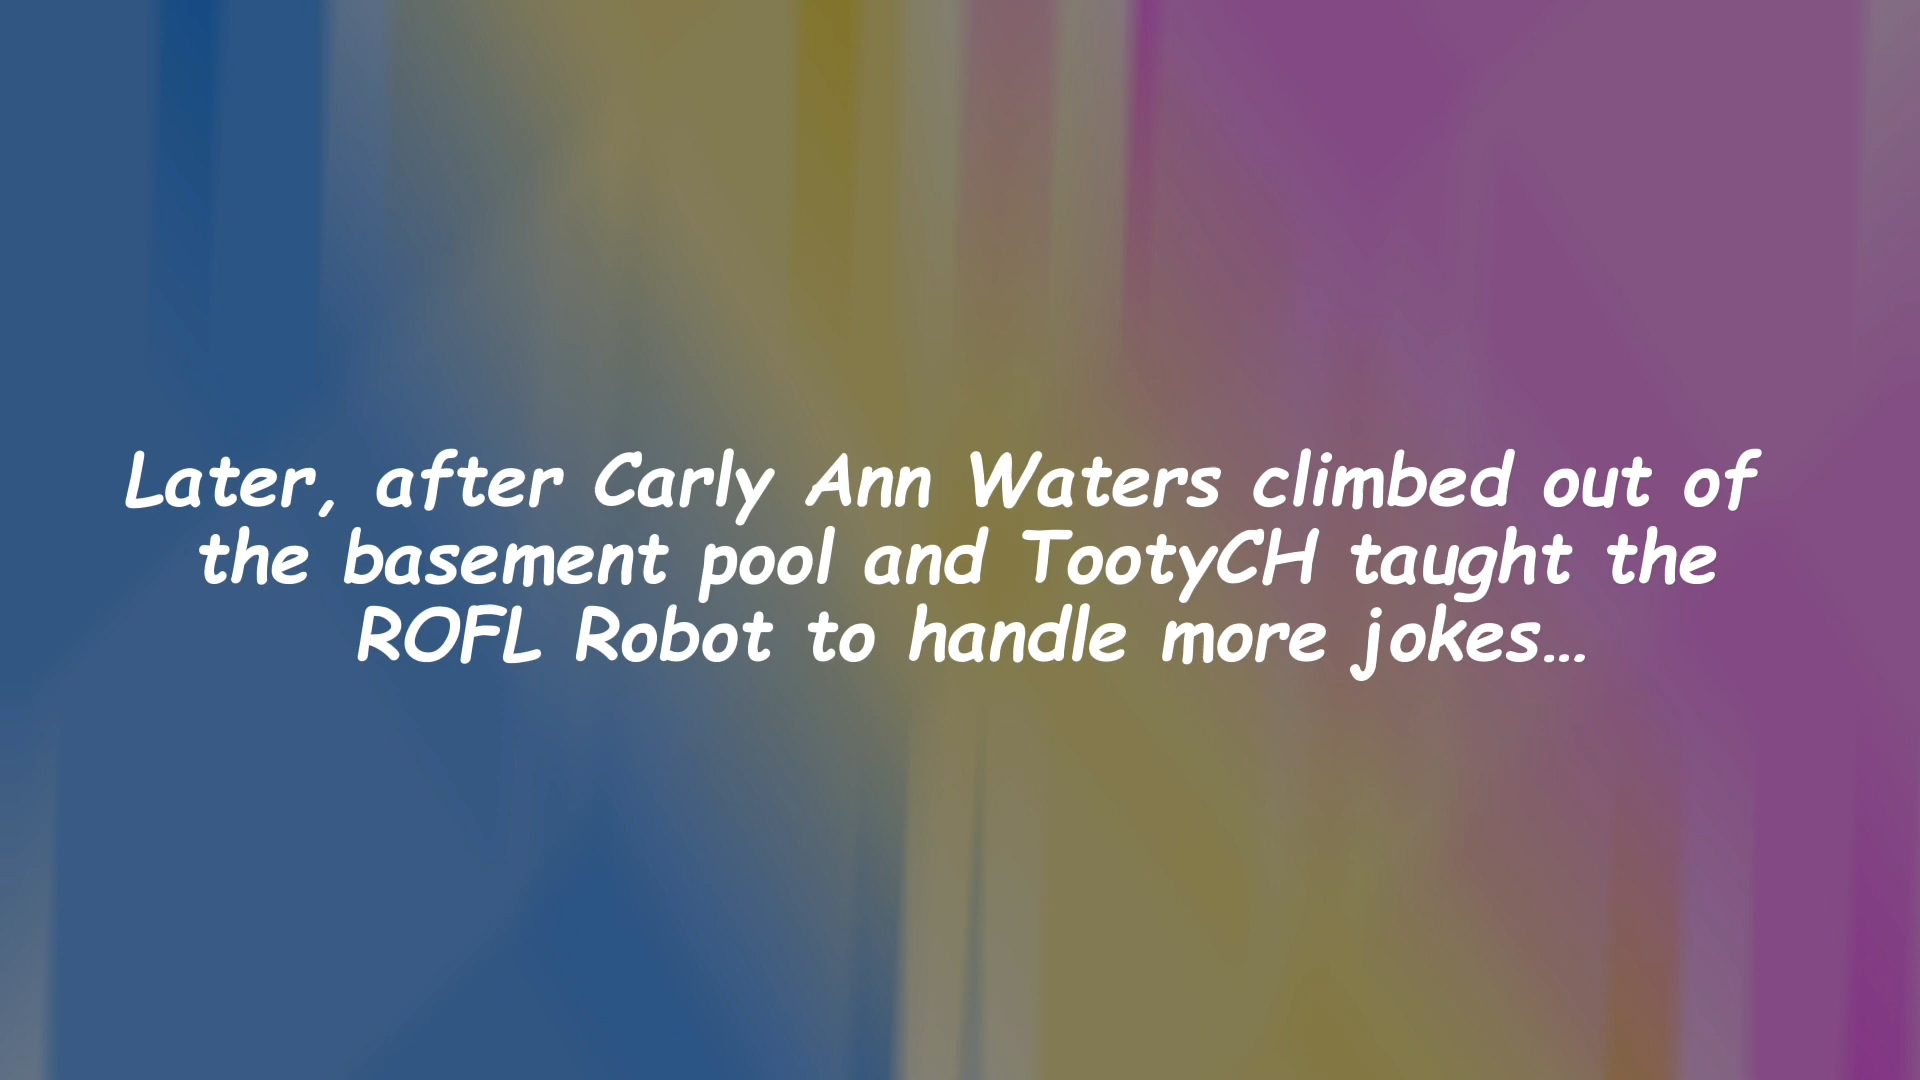 Later, after Carly Ann Waters climbed out of
the basement pool and TootyCH taught the
ROFL Robot to handle more jokes…